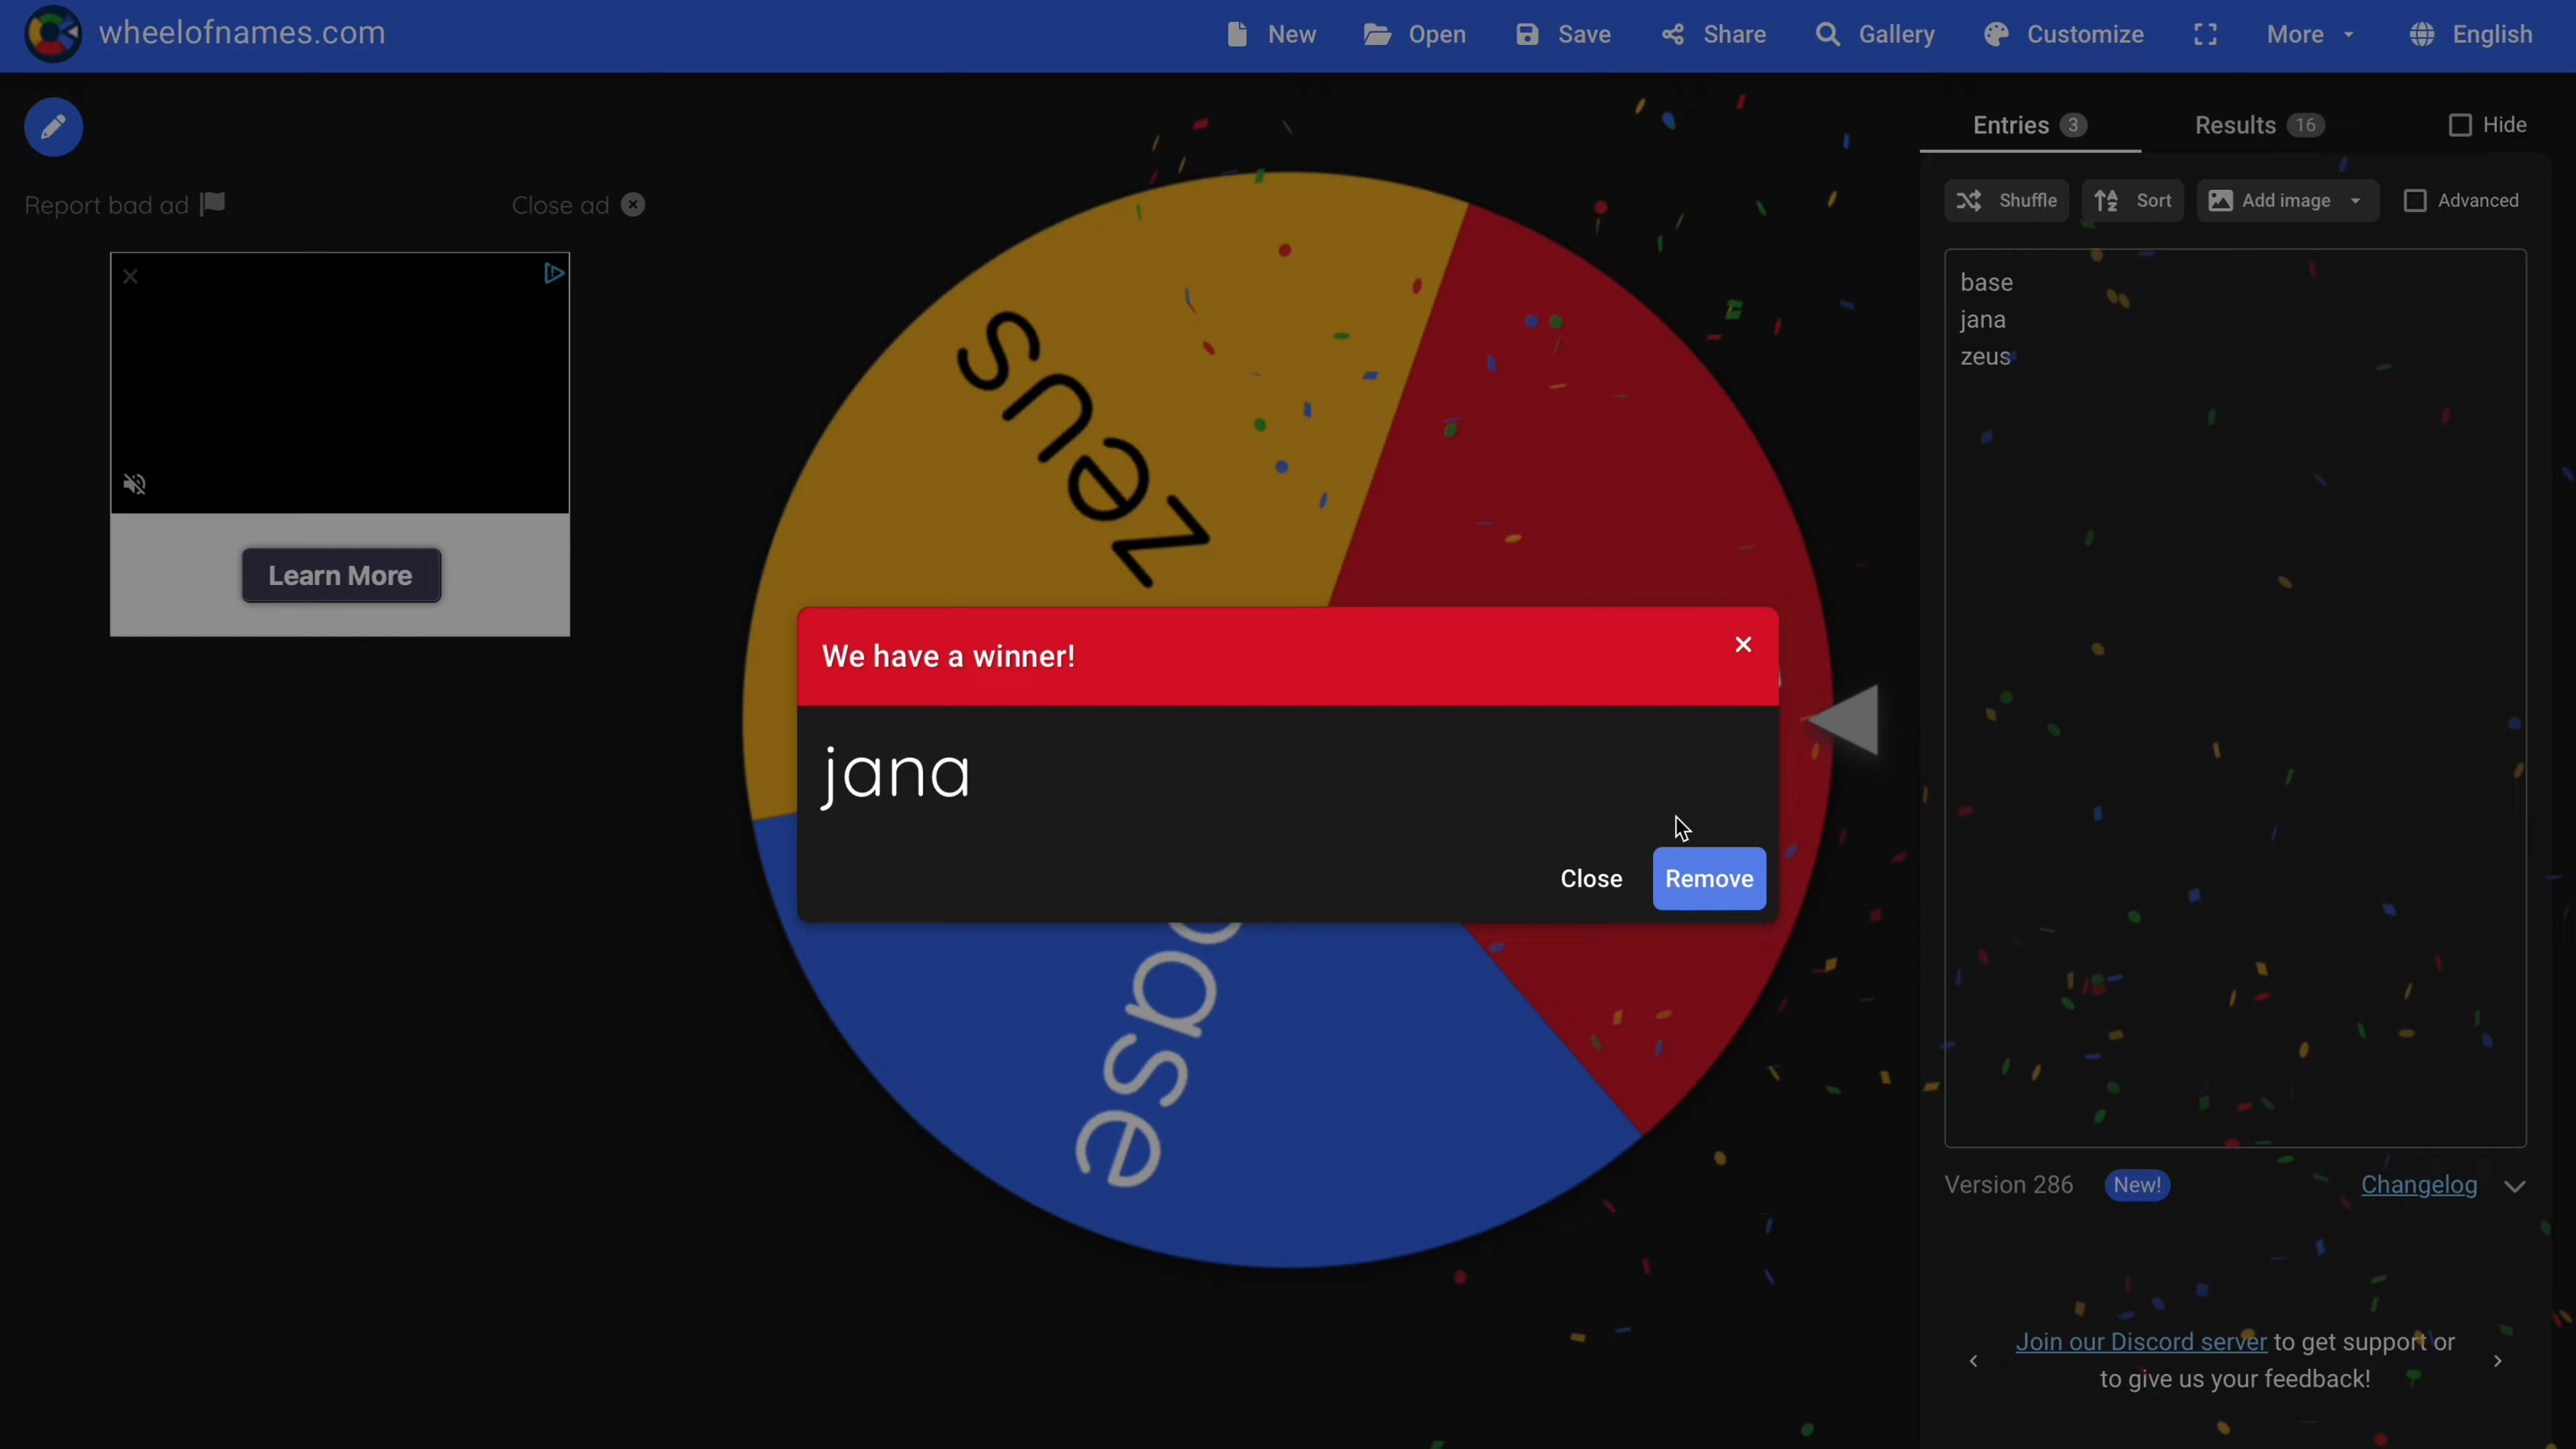 wheelofnames.com
New Open Save Share Gallery Customize More English
Entries 3 Results 16 Hide
Report bad ad Close ad
Shuffle Sort Add image Advanced
base
jana
zeus
zeus
Learn More
We have a winner!
jana
Close Remove
ase
Version 286 New! Changelog
Join our Discord server to get support or
to give us your feedback!